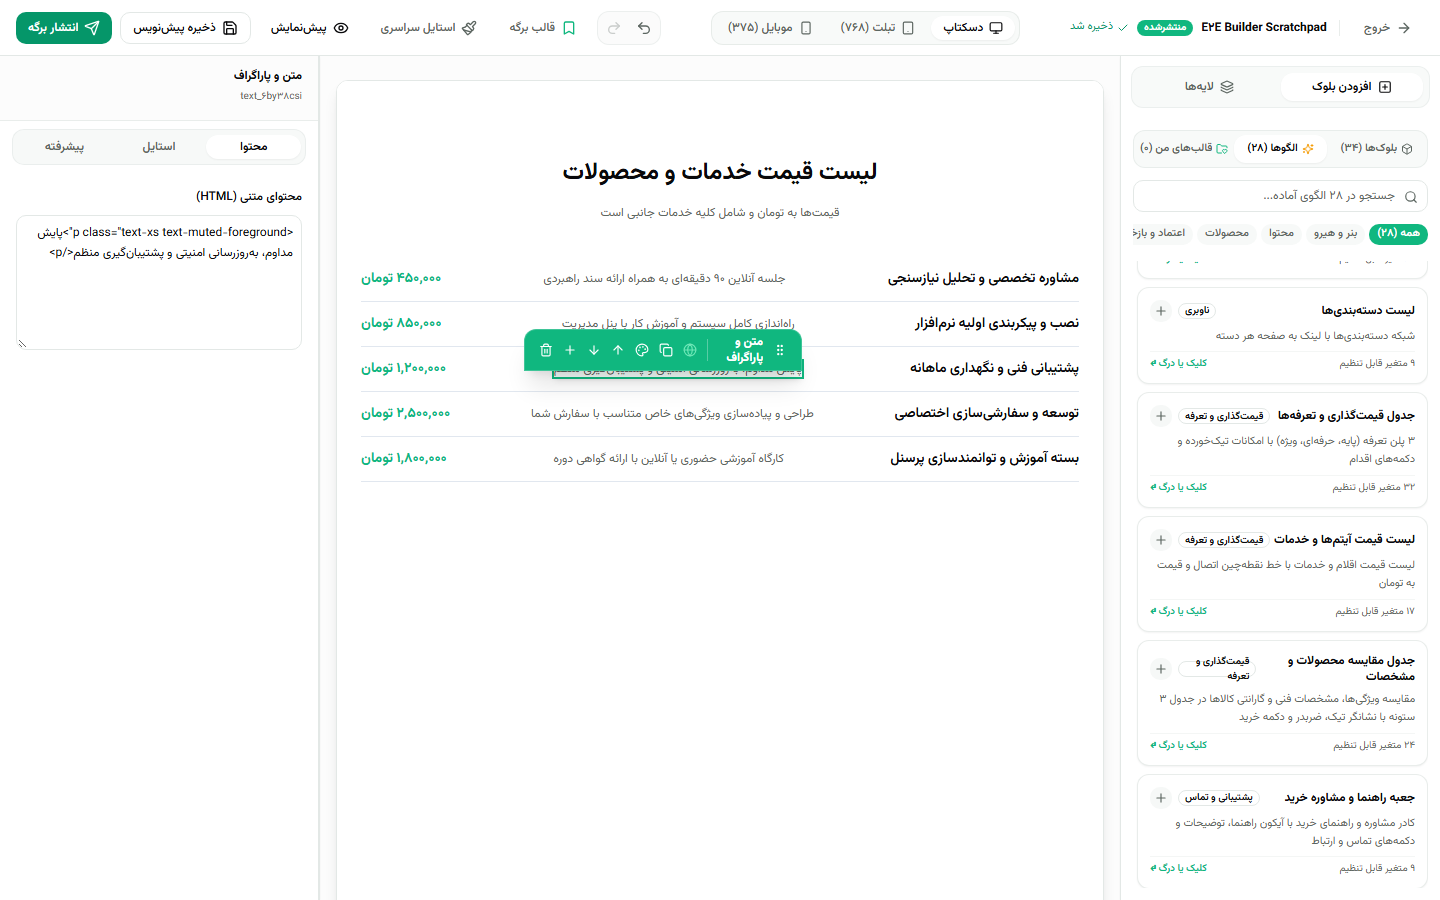 خروج
E۲E Builder Scratchpad
منتشرشده
ذخیره شد
دسکتاپ
تبلت (۷۶۸)
موبایل (۳۷۵)
قالب برگه
استایل سراسری
پیش‌نمایش
ذخیره پیش‌نویس
انتشار برگه
افزودن بلوک
لایه‌ها
بلوک‌ها (۳۴)
الگوها (۲۸)
قالب‌های من (۰)
جستجو در ۲۸ الگوی آماده...
همه (۲۸)
بنر و هیرو
محتوا
محصولات
اعتماد و بازخ
لیست دسته‌بندی‌ها
ناوبری
شبکه دسته‌بندی‌ها با لینک به صفحه هر دسته
۹ متغیر قابل تنظیم
کلیک یا درگ
جدول قیمت‌گذاری و تعرفه‌ها
قیمت‌گذاری و تعرفه
۳ پلن تعرفه (پایه، حرفه‌ای، ویژه) با امکانات تیک‌خورده و
دکمه‌های اقدام
۳۲ متغیر قابل تنظیم
کلیک یا درگ
لیست قیمت آیتم‌ها و خدمات
قیمت‌گذاری و تعرفه
لیست قیمت اقلام و خدمات با خط نقطه‌چین اتصال و قیمت
به تومان
۱۷ متغیر قابل تنظیم
کلیک یا درگ
جدول مقایسه محصولات و
مشخصات
قیمت‌گذاری و
تعرفه
مقایسه ویژگی‌ها، مشخصات فنی و گارانتی کالاها در جدول ۳
ستونه با نشانگر تیک، ضربدر و دکمه خرید
۲۴ متغیر قابل تنظیم
کلیک یا درگ
جعبه راهنما و مشاوره خرید
پشتیبانی و تماس
کادر مشاوره و راهنمای خرید با آیکون راهنما، توضیحات و
دکمه‌های تماس و ارتباط
۹ متغیر قابل تنظیم
کلیک یا درگ
لیست قیمت خدمات و محصولات
قیمت‌ها به تومان و شامل کلیه خدمات جانبی است
مشاوره تخصصی و تحلیل نیازسنجی
جلسه آنلاین ۹۰ دقیقه‌ای به همراه ارائه سند راهبردی
۴۵۰,۰۰۰ تومان
نصب و پیکربندی اولیه نرم‌افزار
راه‌اندازی کامل سیستم و آموزش کار با پنل مدیریت
۸۵۰,۰۰۰ تومان
متن و
پاراگراف
پشتیبانی فنی و نگهداری ماهانه
۱,۲۰۰,۰۰۰ تومان
توسعه و سفارشی‌سازی اختصاصی
طراحی و پیاده‌سازی ویژگی‌های خاص متناسب با سفارش شما
۲,۵۰۰,۰۰۰ تومان
بسته آموزش و توانمندسازی پرسنل
کارگاه آموزشی حضوری یا آنلاین با ارائه گواهی دوره
۱,۸۰۰,۰۰۰ تومان
متن و پاراگراف
text_۶by۳۸csi
محتوا
استایل
پیشرفته
محتوای متنی (HTML)
<p class="text-xs text-muted-foreground">پایش
مداوم، به‌روزرسانی امنیتی و پشتیبان‌گیری منظم</p>